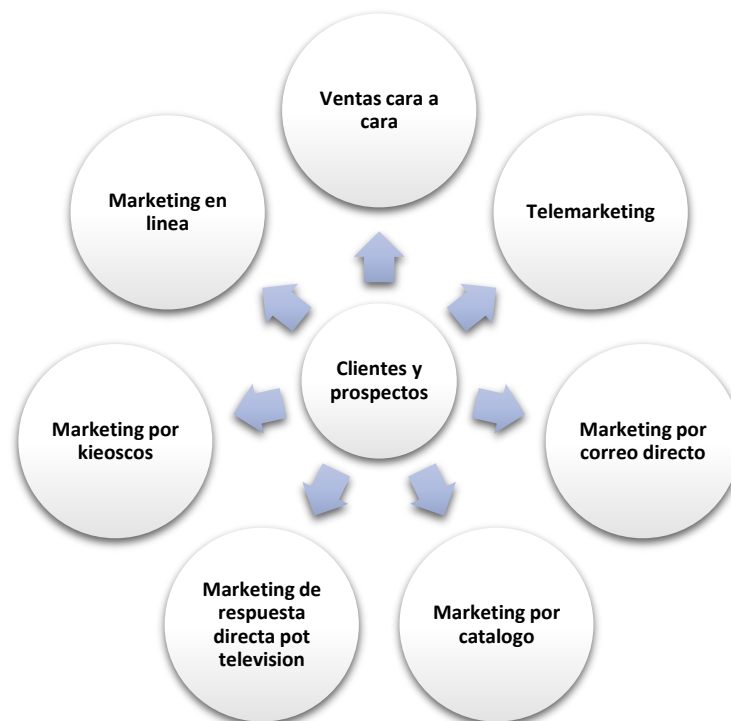 Ventas cara a
cara
Telemarketing
Marketing por
correo directo
Marketing por
catalogo
Marketing de
respuesta
directa pot
television
Marketing por
kieoscos
Marketing en
linea
Clientes y
prospectos